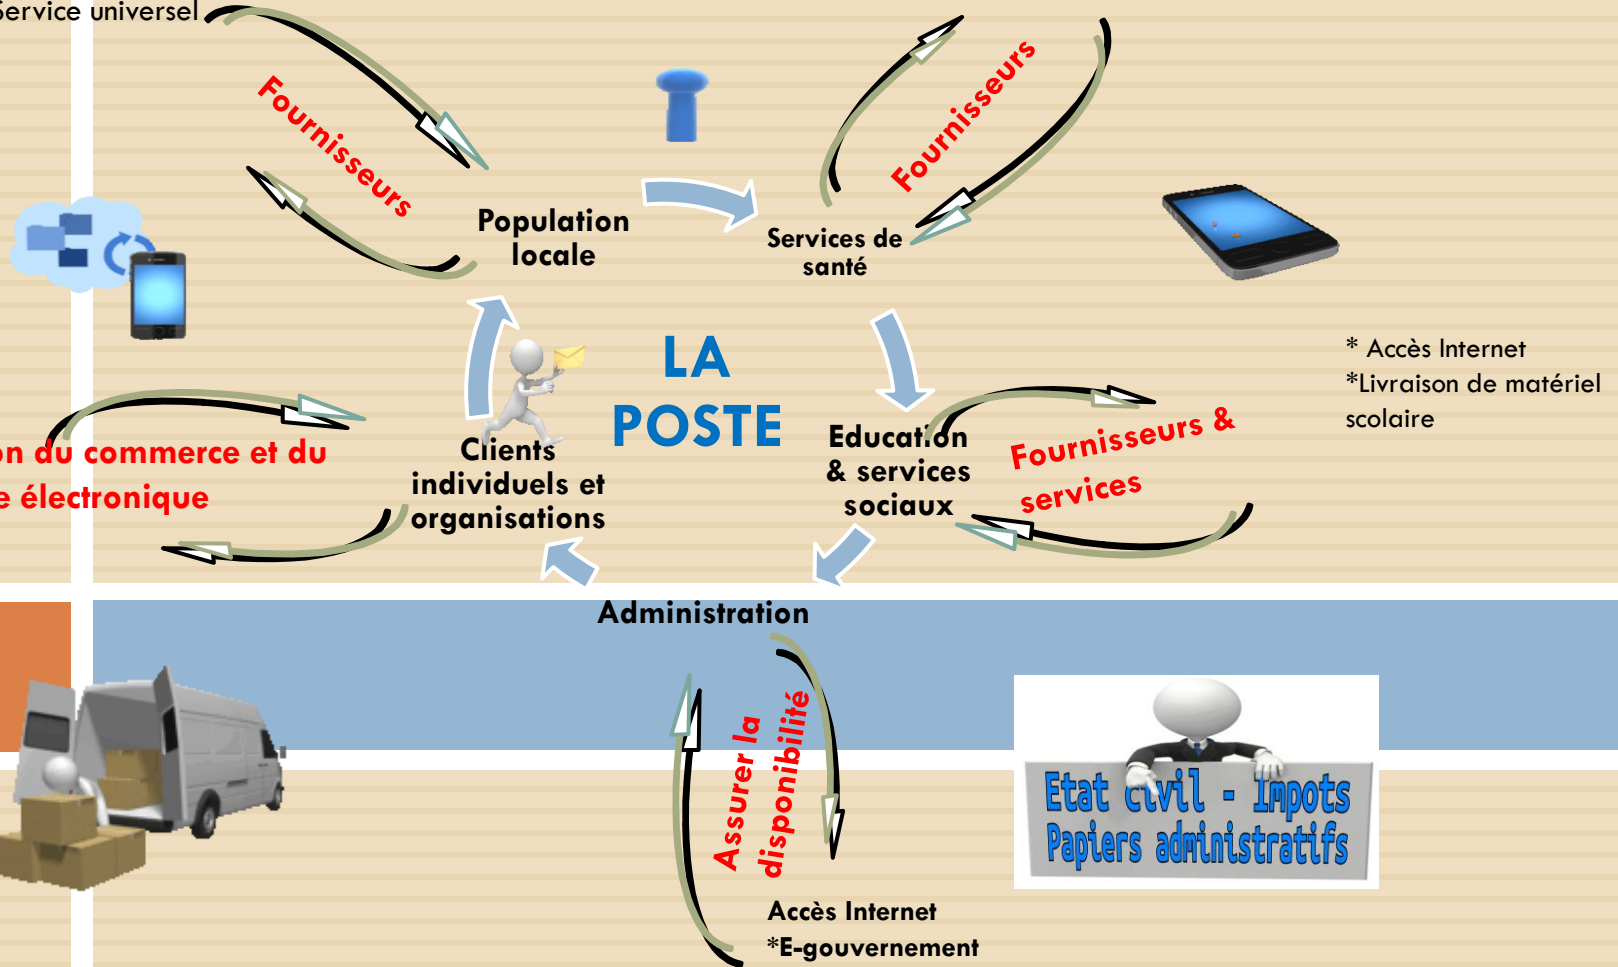 Service universel
Fournisseurs
Fournisseurs
Population
locale
Services de
santé
LA
POSTE
* Accès Internet
*Livraison de matériel
scolaire
Education
& services
sociaux
Fournisseurs &
services
du commerce et du
électronique
Clients
individuels et
organisations
Administration
Assurer la
disponibilité
Etat civil - Impots
Papiers administratifs
Accès Internet
*E-gouvernement